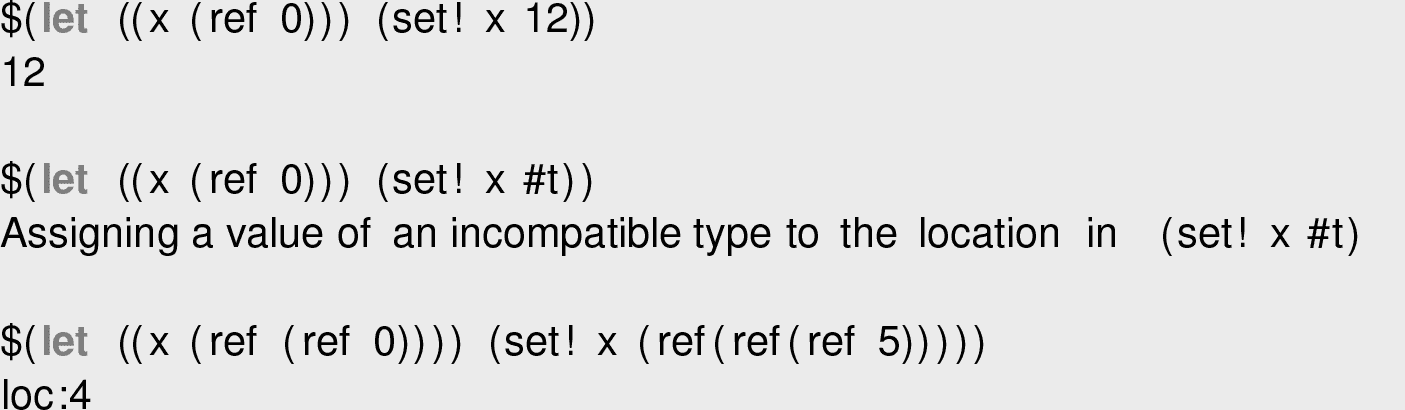 $(let ((x (ref 0))) (set! x 12))
12
$(let ((x (ref 0))) (set! x #t))
Assigning a value of an incompatible type to the location in (set! x #t)
$(let ((x (ref (ref 0)))) (set! x (ref(ref(ref 5)))))
loc:4